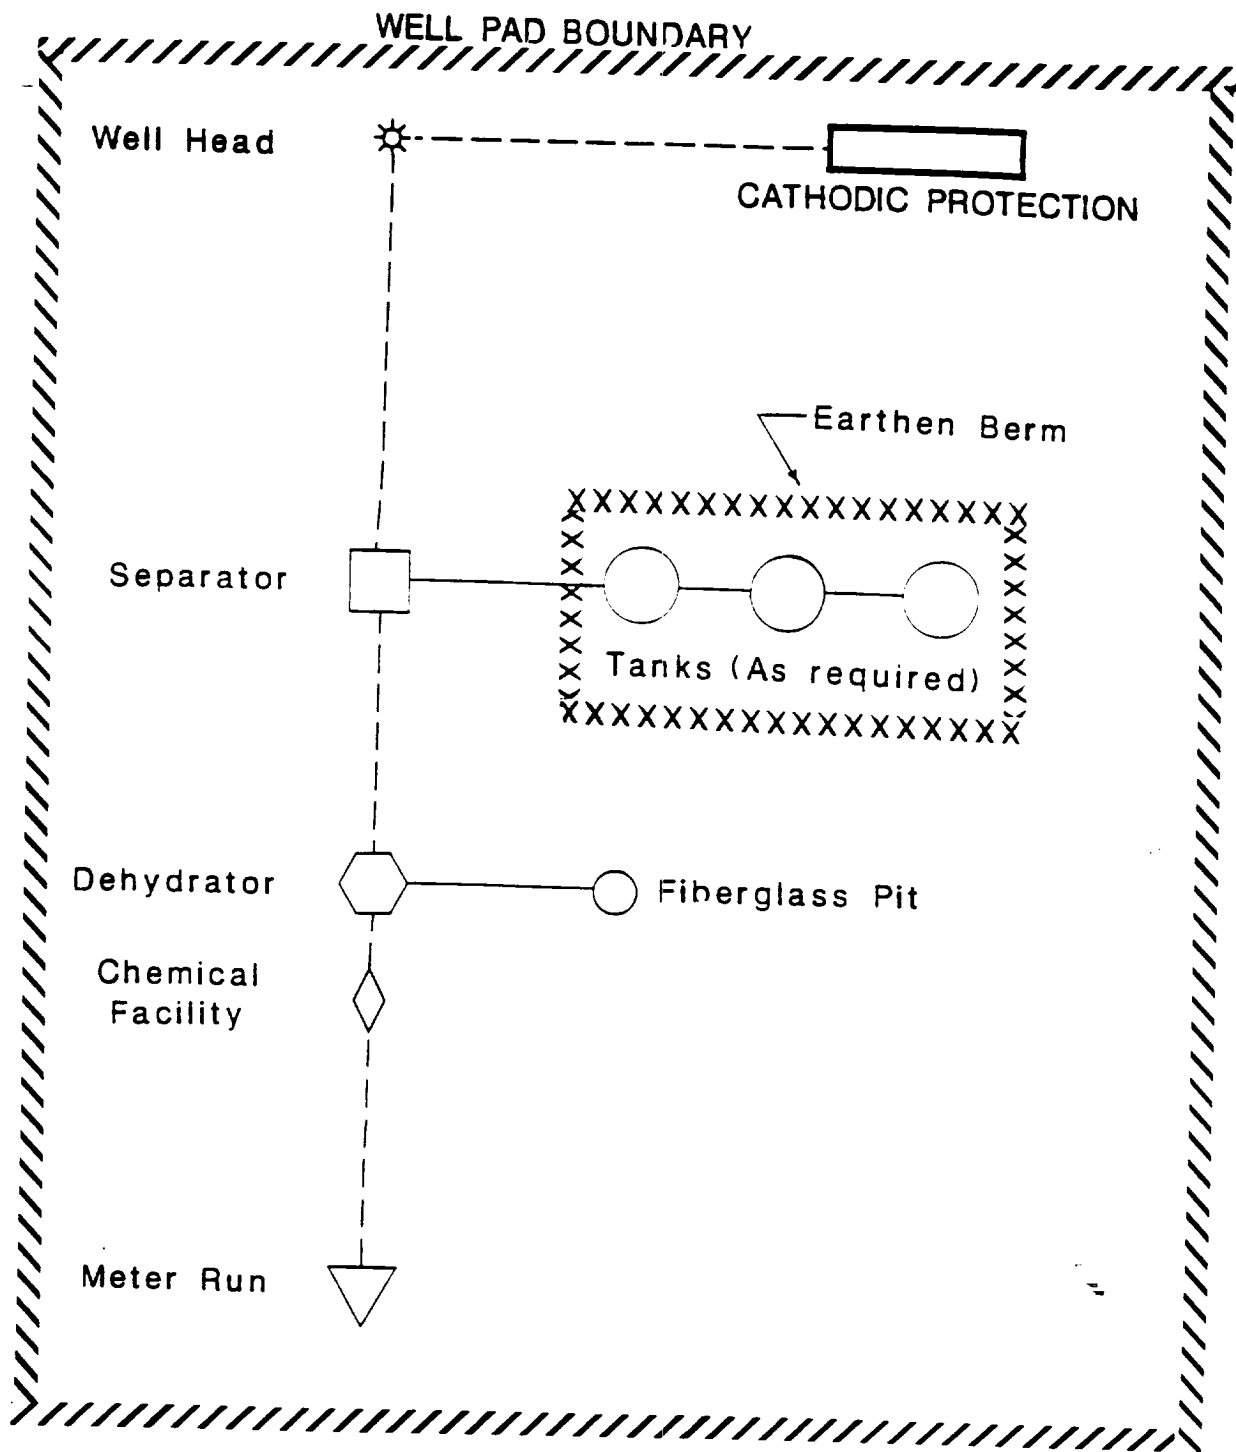 WELL PAD BOUNDARY
Well Head
CATHODIC PROTECTION
Earthen Berm
Separator
Tanks (As required)
Dehydrator
Fiberglass Pit
Chemical
Facility
Meter Run